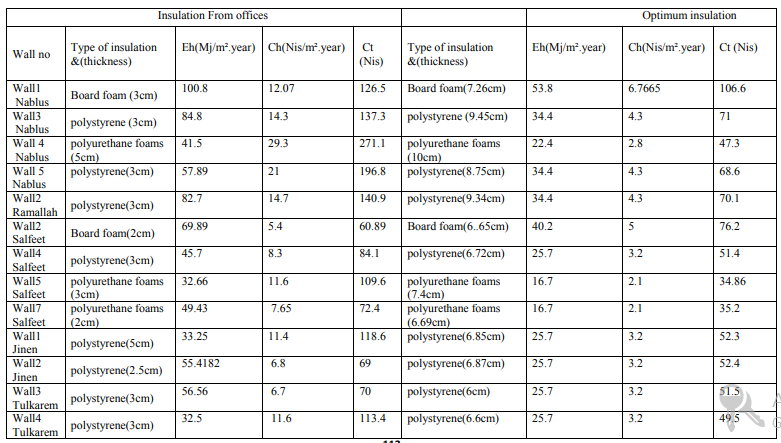 Insulation From offices Optimum insulation
Wall no Type of insulation &(thickness) Eh(Mj/m².year) Ch(Nis/m².year) Ct (Nis) Type of insulation &(thickness) Eh(Mj/m².year) Ch(Nis/m².year) Ct (Nis)
Wall1 Nablus Board foam (3cm) 100.8 12.07 126.5 Board foam(7.26cm) 53.8 6.7665 106.6
Wall3 Nablus polystyrene (3cm) 84.8 14.3 137.3 polystyrene (9.45cm) 34.4 4.3 71
Wall 4 Nablus polyurethane foams (5cm) 41.5 29.3 271.1 polyurethane foams (10cm) 22.4 2.8 47.3
Wall 5 Nablus polystyrene(3cm) 57.89 21 196.8 polystyrene(8.75cm) 34.4 4.3 68.6
Wall2 Ramallah polystyrene(3cm) 82.7 14.7 140.9 polystyrene(9.34cm) 34.4 4.3 70.1
Wall2 Salfeet Board foam(2cm) 69.89 5.4 60.89 Board foam(6..65cm) 40.2 5 76.2
Wall4 Salfeet polystyrene(3cm) 45.7 8.3 84.1 polystyrene(6.72cm) 25.7 3.2 51.4
Wall5 Salfeet polyurethane foams (3cm) 32.66 11.6 109.6 polyurethane foams (7.4cm) 16.7 2.1 34.86
Wall7 Salfeet polyurethane foams (2cm) 49.43 7.65 72.4 polyurethane foams (6.69cm) 16.7 2.1 35.2
Wall1 Jinen polystyrene(5cm) 33.25 11.4 118.6 polystyrene(6.85cm) 25.7 3.2 52.3
Wall2 Jinen polystyrene(2.5cm) 55.4182 6.8 69 polystyrene(6.87cm) 25.7 3.2 52.4
Wall3 Tulkarem polystyrene(3cm) 56.56 6.7 70 polystyrene(6cm) 25.7 3.2 51.5
Wall4 Tulkarem polystyrene(3cm) 32.5 11.6 113.4 polystyrene(6.6cm) 25.7 3.2 49.5